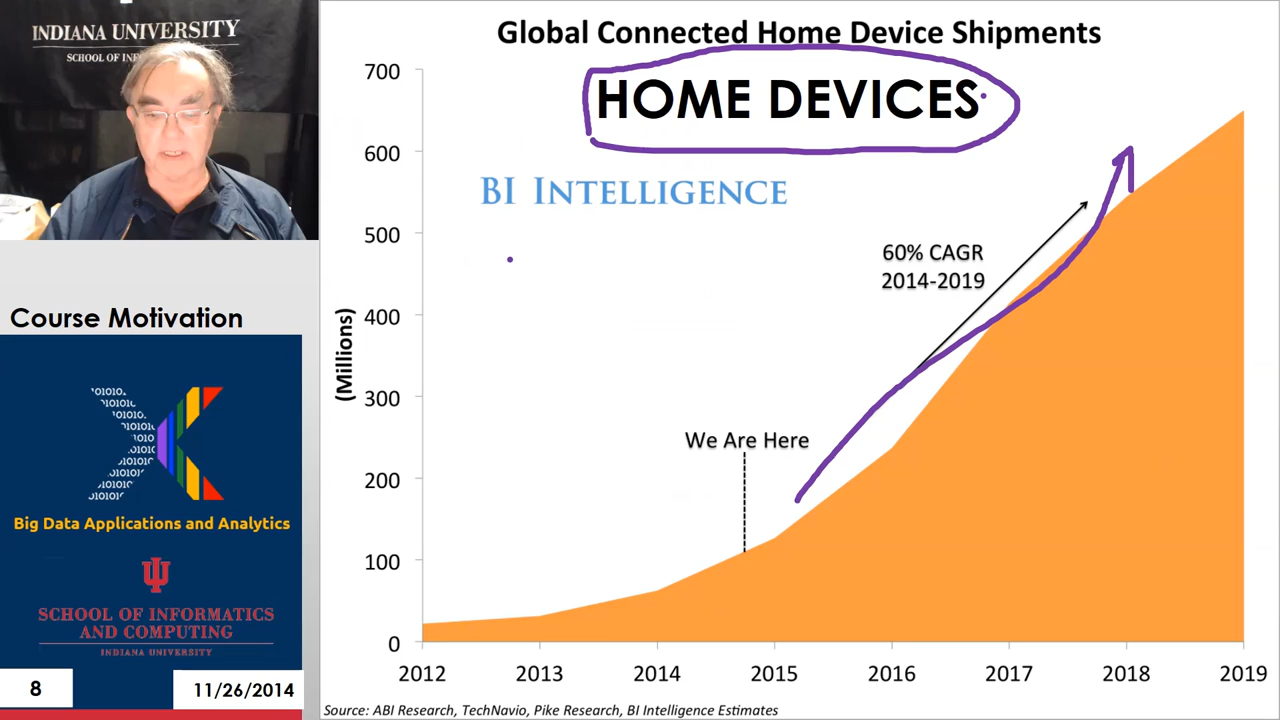 INDIANA UNIVERSITY
SCHOOL OF
Course Motivation
Big Data Applications and Analytics
SCHOOL OF INFORMATICS
AND COMPUTING
INDIANA UNIVERSITY
8
11/26/2014
Global Connected Home Device Shipments
HOME DEVICES
BI INTELLIGENCE
60% CAGR
2014-2019
We Are Here
(Millions)
700
600
500
400
300
200
100
0
2012 2013 2014 2015 2016 2017 2018 2019
Source: ABI Research, TechNavio, Pike Research, BI Intelligence Estimates